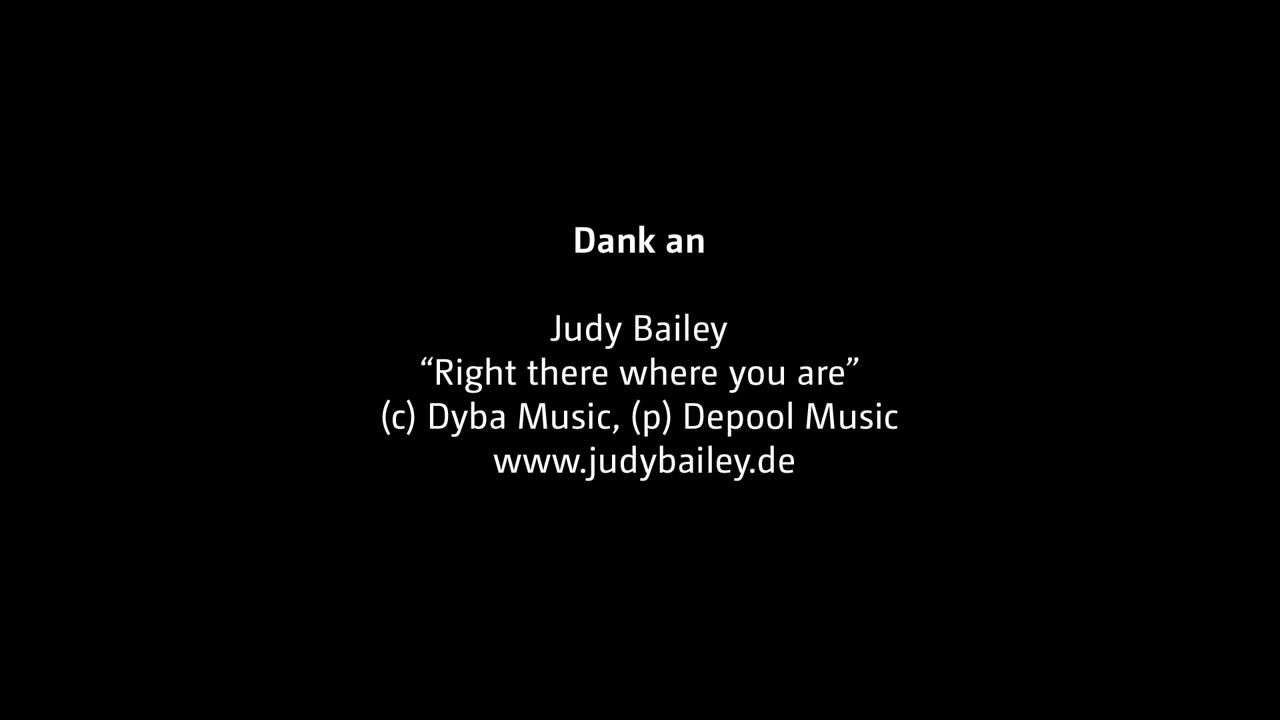 Dank an
Judy Bailey
“Right there where you are”
(c) Dyba Music, (p) Depool Music
www.judybailey.de